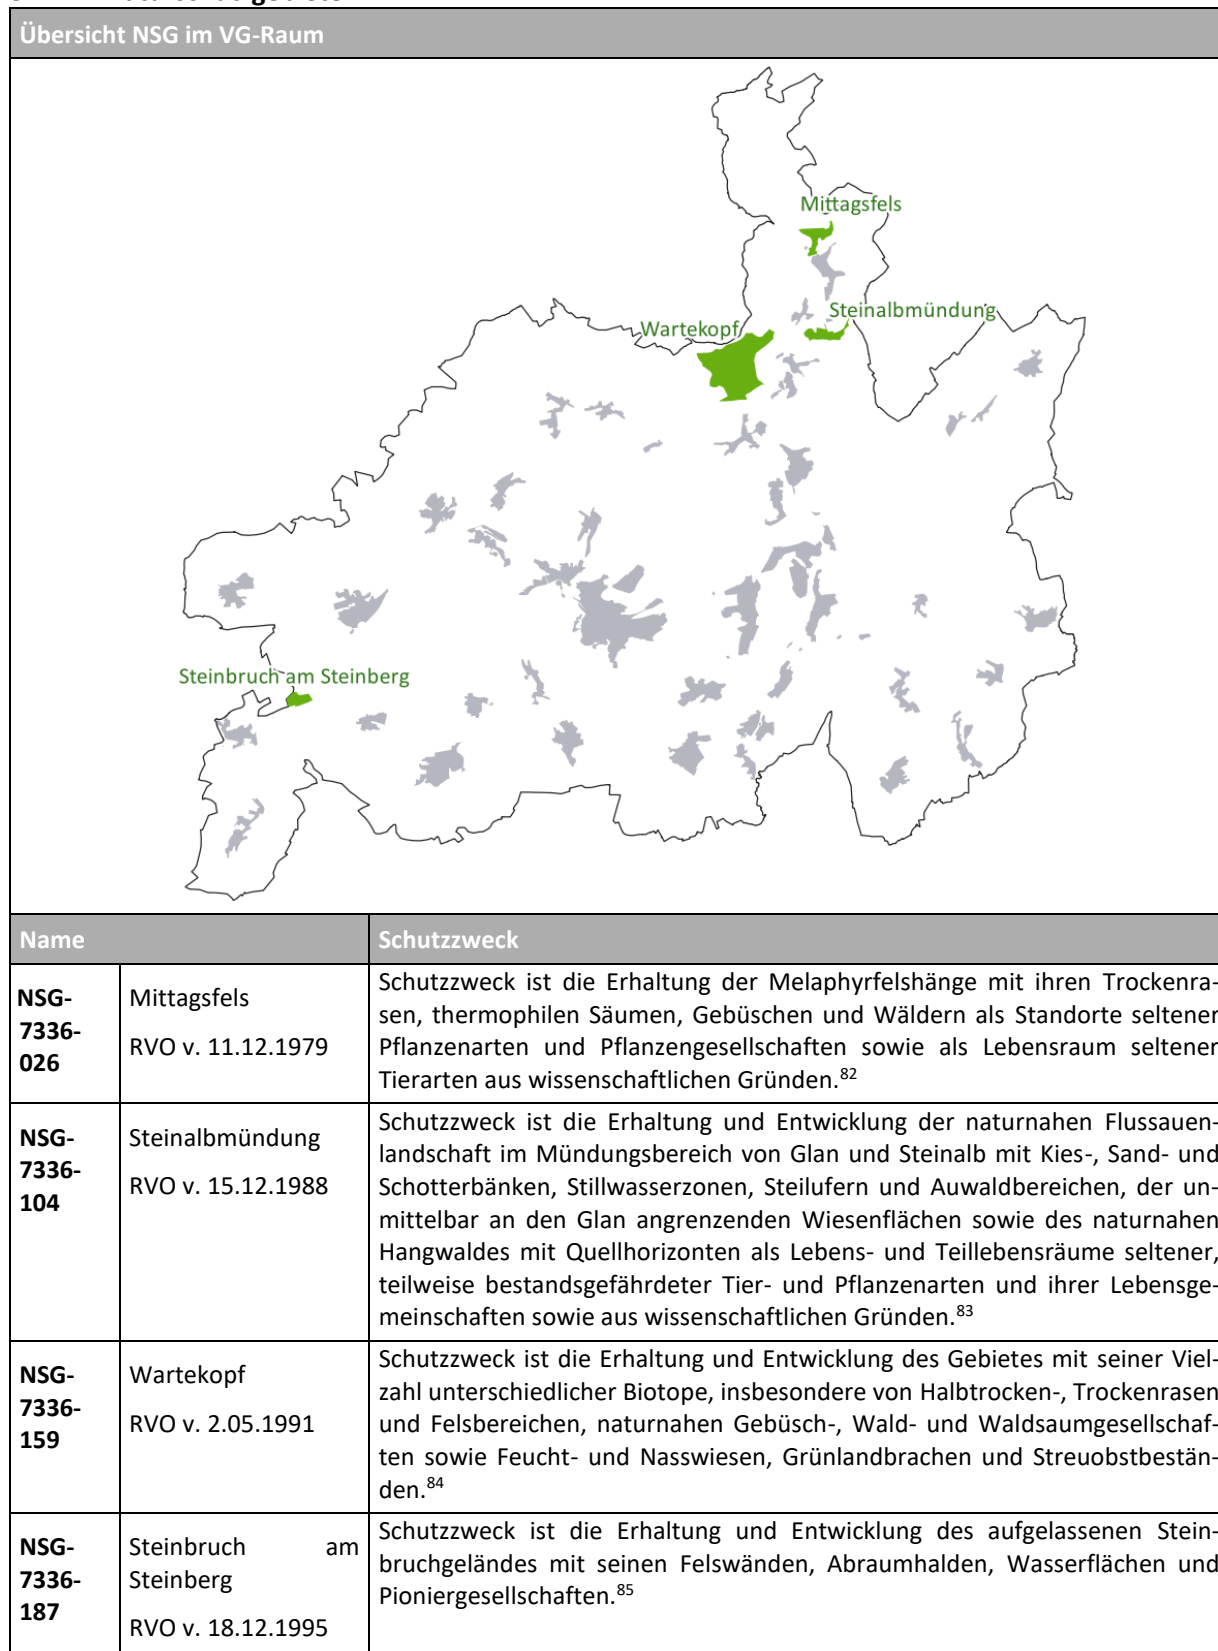 Übersicht NSG im VG-Raum
Mittagsfels
Steinalbmündung
Wartekopf
Steinbruch am Steinberg
Name
Schutzzweck
NSG-
7336-
026
Mittagsfels
RVO v. 11.12.1979
Schutzzweck ist die Erhaltung der Melaphyrfelshänge mit ihren Trockenra-
sen, thermophilen Säumen, Gebüschen und Wäldern als Standorte seltener
Pflanzenarten und Pflanzengesellschaften sowie als Lebensraum seltener
Tierarten aus wissenschaftlichen Gründen.82
NSG-
7336-
104
Steinalbmündung
RVO v. 15.12.1988
Schutzzweck ist die Erhaltung und Entwicklung der naturnahen Flussauen-
landschaft im Mündungsbereich von Glan und Steinalb mit Kies-, Sand- und
Schotterbänken, Stillwasserzonen, Steilufern und Auwaldbereichen, der un-
mittelbar an den Glan angrenzenden Wiesenflächen sowie des naturnahen
Hangwaldes mit Quellhorizonten als Lebens- und Teillebensräume seltener,
teilweise bestandsgefährdeter Tier- und Pflanzenarten und ihrer Lebensge-
meinschaften sowie aus wissenschaftlichen Gründen.83
NSG-
7336-
159
Wartekopf
RVO v. 2.05.1991
Schutzzweck ist die Erhaltung und Entwicklung des Gebietes mit seiner Viel-
zahl unterschiedlicher Biotope, insbesondere von Halbtrocken-, Trockenrasen
und Felsbereichen, naturnahen Gebüsch-, Wald- und Waldsaumgesellschaf-
ten sowie Feucht- und Nasswiesen, Grünlandbrachen und Streuobstbestän-
den.84
NSG-
7336-
187
Steinbruch am
Steinberg
RVO v. 18.12.1995
Schutzzweck ist die Erhaltung und Entwicklung des aufgelassenen Stein-
bruchgeländes mit seinen Felswänden, Abraumhalden, Wasserflächen und
Pioniergesellschaften.85